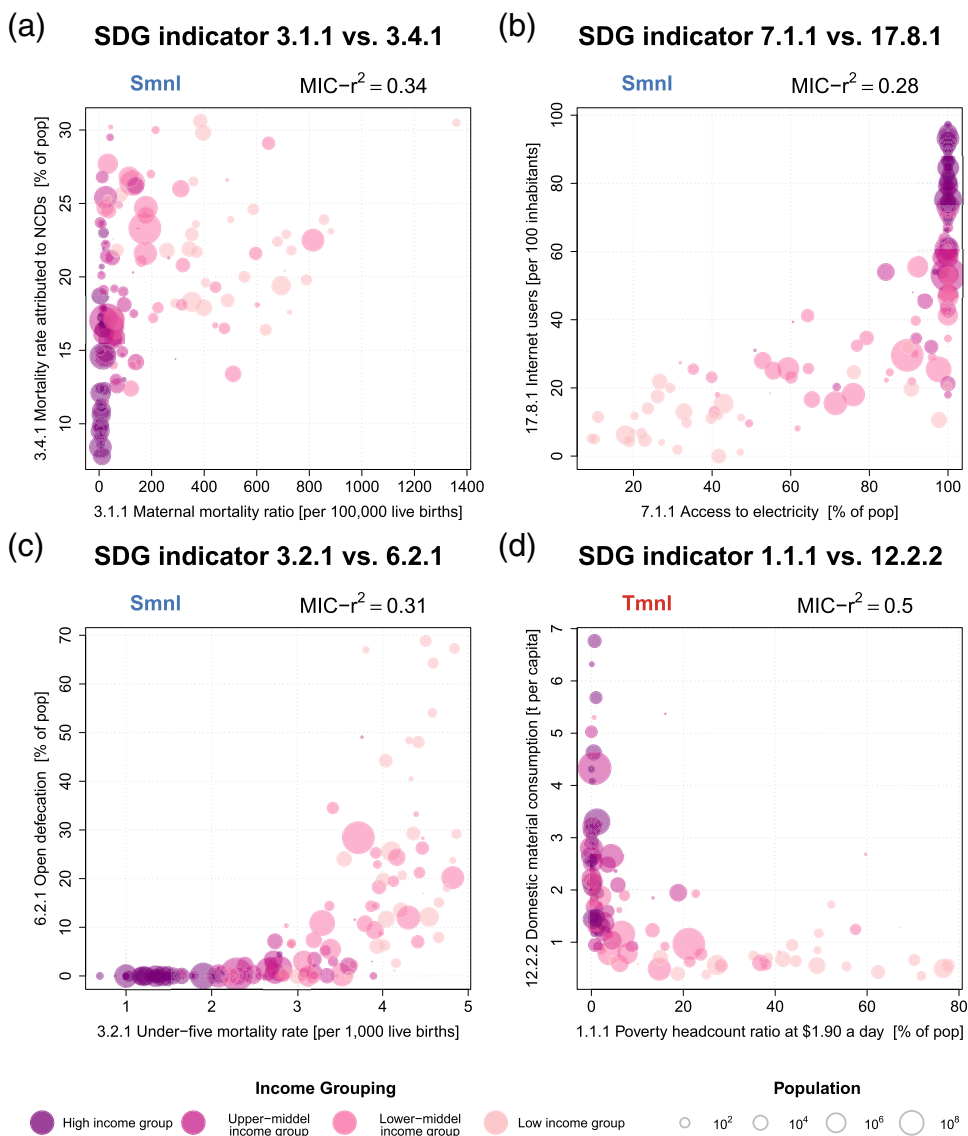 (a)
SDG indicator 3.1.1 vs. 3.4.1
Smnl
MIC−r² = 0.34
3.4.1 Mortality rate attributed to NCDs [% of pop]
30
25
20
15
10
0
200
400
600
800
1000
1200
1400
3.1.1 Maternal mortality ratio [per 100,000 live births]
(b)
SDG indicator 7.1.1 vs. 17.8.1
Smnl
MIC−r² = 0.28
17.8.1 Internet users [per 100 inhabitants]
100
80
60
40
20
0
20
40
60
80
100
7.1.1 Access to electricity [% of pop]
(c)
SDG indicator 3.2.1 vs. 6.2.1
Smnl
MIC−r² = 0.31
6.2.1 Open defecation [% of pop]
70
60
50
40
30
20
10
0
1
2
3
4
5
3.2.1 Under−five mortality rate [per 1,000 live births]
(d)
SDG indicator 1.1.1 vs. 12.2.2
Tmnl
MIC−r² = 0.5
12.2.2 Domestic material consumption [t per capita]
7
6
5
4
3
2
1
0
20
40
60
80
1.1.1 Poverty headcount ratio at $1.90 a day [% of pop]
Income Grouping
High income group
Upper−middel
income group
Lower−middel
income group
Low income group
Population
10²
10⁴
10⁶
10⁸